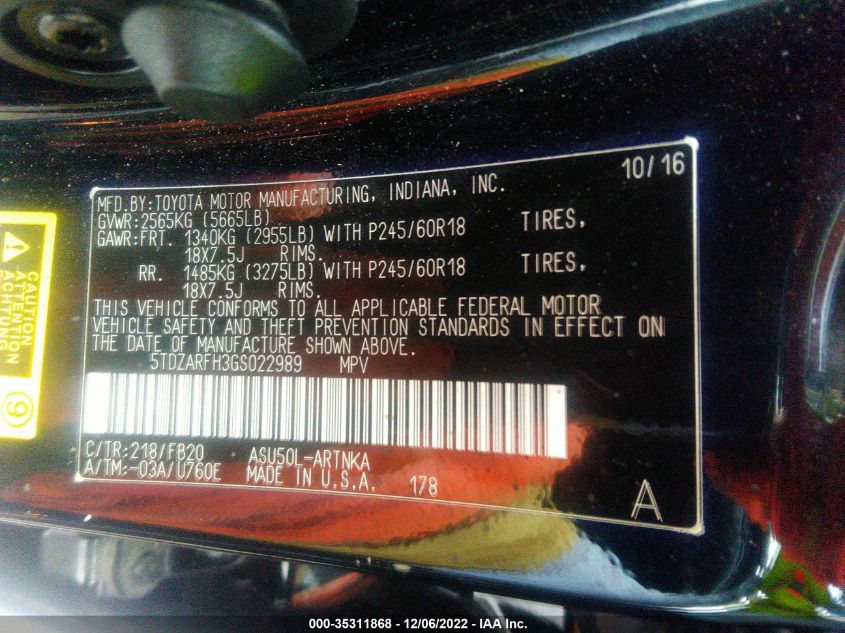 10/16
MFD. BY:TOYOTA MOTOR MANUFACTURING, INDIANA, INC.
GVWR:2565KG (5665LB)
GAWR:FRT. 1340KG (2955LB) WITH P245/60R18 TIRES,
18X7.5J RIMS.
RR. 1485KG (3275LB) WITH P245/60R18 TIRES,
18X7.5J RIMS.
THIS VEHICLE CONFORMS TO ALL APPLICABLE FEDERAL MOTOR
VEHICLE SAFETY AND THEFT PREVENTION STANDARDS IN EFFECT ON
THE DATE OF MANUFACTURE SHOWN ABOVE.
5TDZARFH3GS022989 MPV
C/TR:218/FB20 ASU50L-ARTNKA
A/TM:-03A/U760E MADE IN U.S.A. 178
A
CAUTION
ATTENTION
ACHTUNG
9
000-35311868 - 12/06/2022 - IAA Inc.